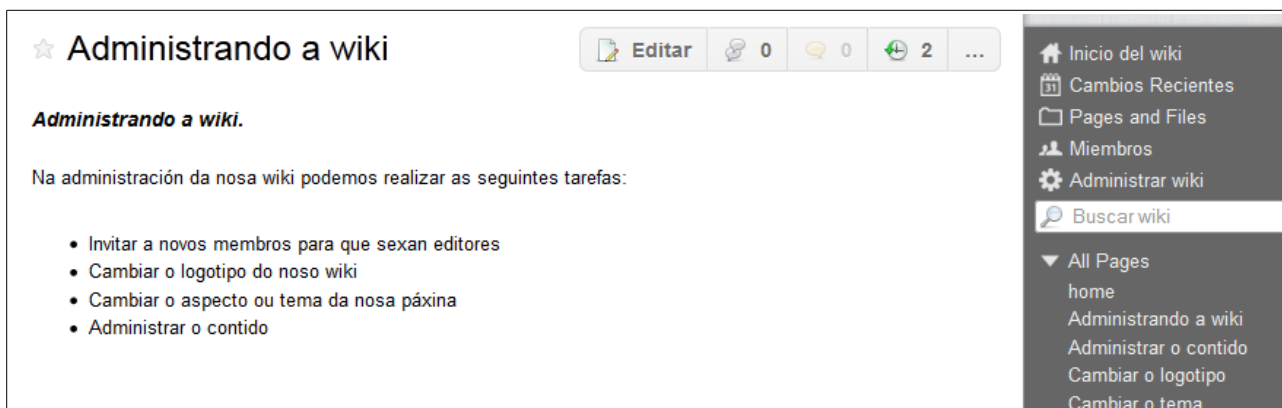 Administrando a wiki
Editar 0 0 2 ...
Administrando a wiki.
Na administración da nosa wiki podemos realizar as seguintes tarefas:
• Invitar a novos membros para que sexan editores
• Cambiar o logotipo do noso wiki
• Cambiar o aspecto ou tema da nosa páxina
• Administrar o contido
Inicio del wiki
31 Cambios Recientes
Pages and Files
Miembros
Administrar wiki
Buscar wiki
All Pages
home
Administrando a wiki
Administrar o contido
Cambiar o logotipo
Cambiar o tema